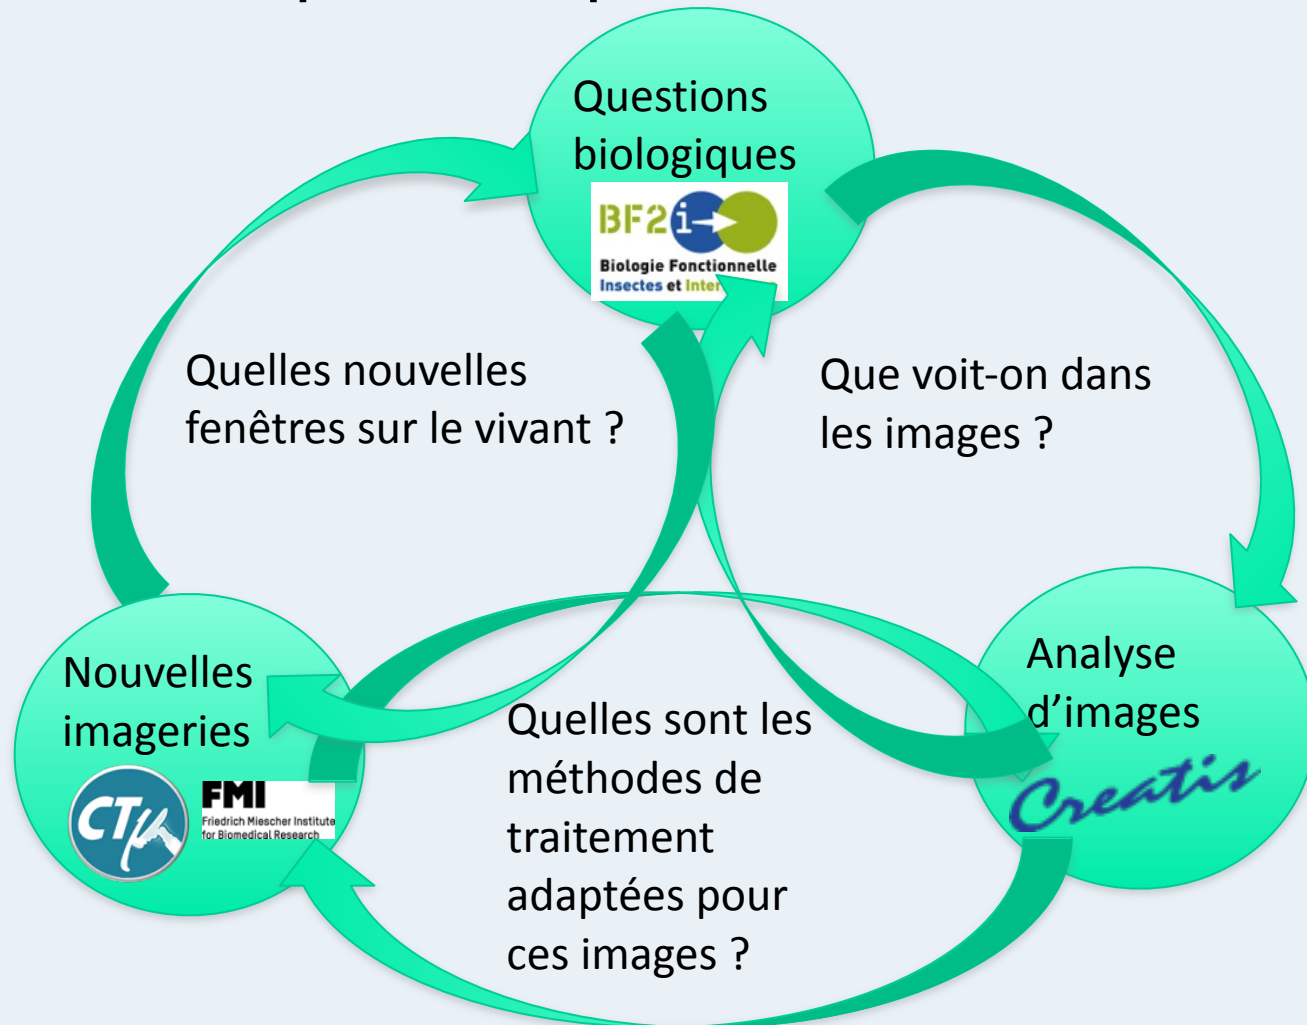 Questions
biologiques
BF2i
Biologie Fonctionnelle
Insectes et
Quelles nouvelles
fenêtres sur le vivant ?
Que voit-on dans
les images ?
Nouvelles
imageries
CTμ
FMI
Friedrich Miescher Institute
for Biomedical Research
Quelles sont les
méthodes de
traitement
adaptées pour
ces images ?
Analyse
d’images
Creatis